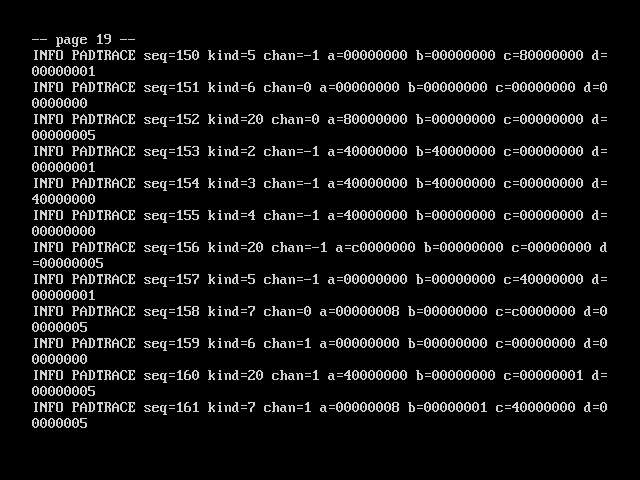 -- page 19 --
INFO PADTRACE seq=150 kind=5 chan=-1 a=00000000 b=00000000 c=80000000 d=
00000001
INFO PADTRACE seq=151 kind=6 chan=0 a=00000000 b=00000000 c=00000000 d=0
0000000
INFO PADTRACE seq=152 kind=20 chan=0 a=80000000 b=00000000 c=00000000 d=
00000005
INFO PADTRACE seq=153 kind=2 chan=-1 a=40000000 b=40000000 c=00000000 d=
00000001
INFO PADTRACE seq=154 kind=3 chan=-1 a=40000000 b=40000000 c=00000000 d=
40000000
INFO PADTRACE seq=155 kind=4 chan=-1 a=40000000 b=00000000 c=00000000 d=
00000000
INFO PADTRACE seq=156 kind=20 chan=-1 a=c0000000 b=00000000 c=00000000 d
=00000005
INFO PADTRACE seq=157 kind=5 chan=-1 a=00000000 b=00000000 c=40000000 d=
00000001
INFO PADTRACE seq=158 kind=7 chan=0 a=00000008 b=00000000 c=c0000000 d=0
0000005
INFO PADTRACE seq=159 kind=6 chan=1 a=00000000 b=00000000 c=00000000 d=0
0000000
INFO PADTRACE seq=160 kind=20 chan=1 a=40000000 b=00000000 c=00000001 d=
00000005
INFO PADTRACE seq=161 kind=7 chan=1 a=00000008 b=00000001 c=40000000 d=0
0000005